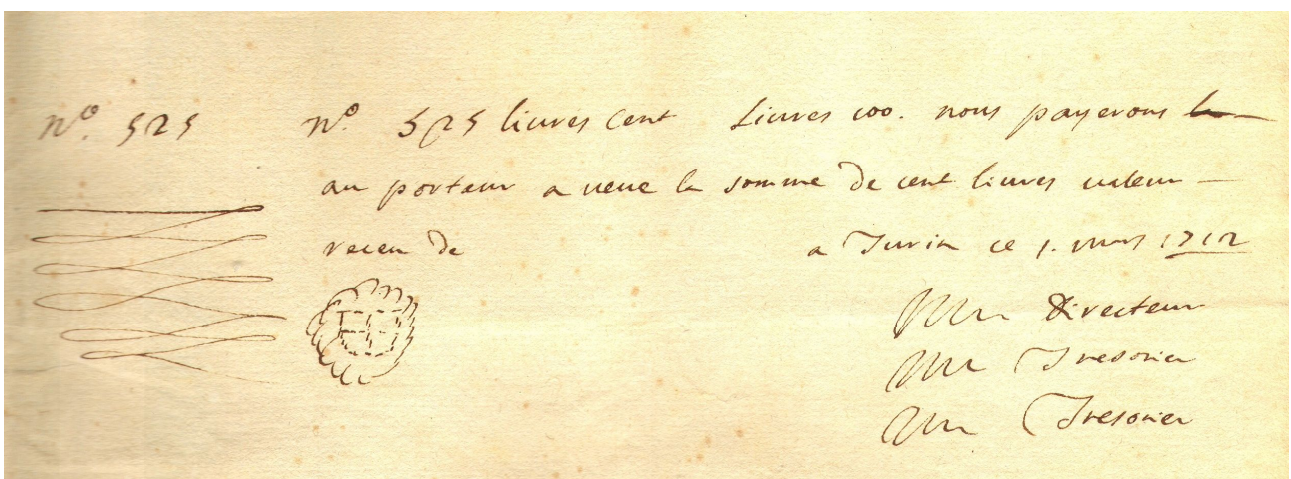 N.º 525
N.º 525 livres Cent Livres 100. nous payerons
au porteur a veue la somme de cent livres valeur
receu de a Turin ce 1. mars 1712
Directeur
Tresorier
Tresorier